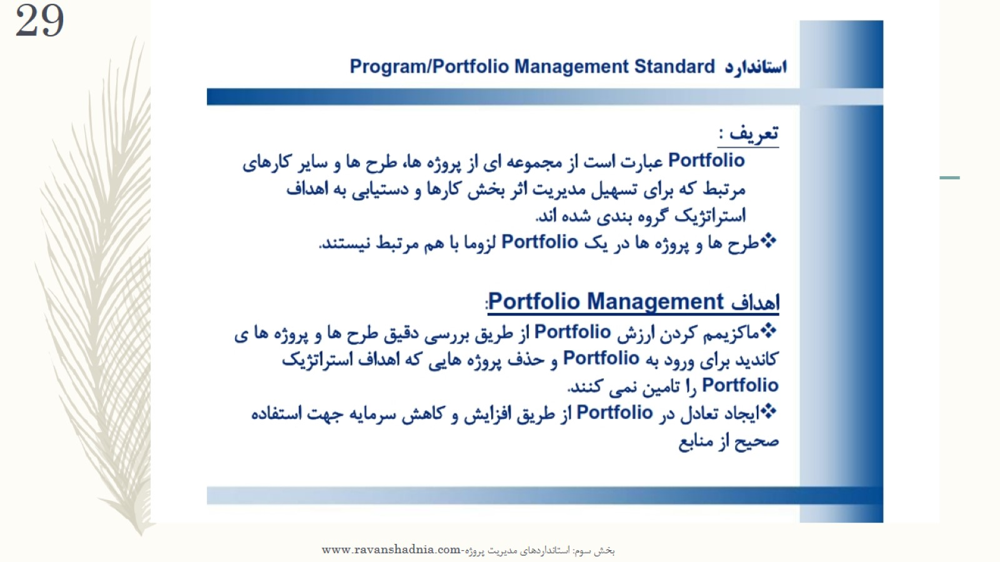 29
استاندارد Program/Portfolio Management Standard
تعریف :
Portfolio عبارت است از مجموعه ای از پروژه ها، طرح ها و سایر کارهای
مرتبط که برای تسهیل مدیریت اثر بخش کارها و دستیابی به اهداف
استراتژیک گروه بندی شده اند.
❖طرح ها و پروژه ها در یک Portfolio لزوما با هم مرتبط نیستند.
اهداف Portfolio Management:
❖ماکزیمم کردن ارزش Portfolio از طریق بررسی دقیق طرح ها و پروژه ها ی
کاندید برای ورود به Portfolio و حذف پروژه هایی که اهداف استراتژیک
Portfolio را تامین نمی کنند.
❖ایجاد تعادل در Portfolio از طریق افزایش و کاهش سرمایه جهت استفاده
صحیح از منابع
بخش سوم: استانداردهای مدیریت پروژه-www.ravanshadnia.com